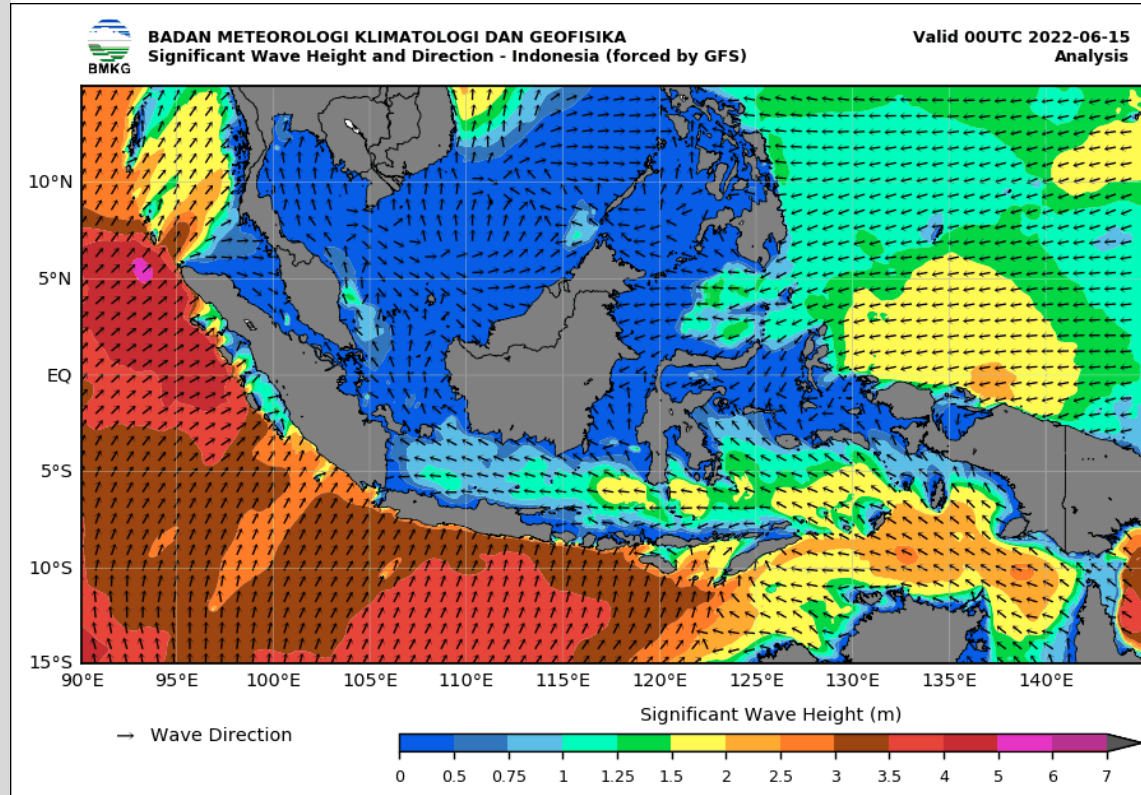 BMKG
BADAN METEOROLOGI KLIMATOLOGI DAN GEOFISIKA
Significant Wave Height and Direction - Indonesia (forced by GFS)
Valid 00UTC 2022-06-15
Analysis
10°N
5°N
EQ
5°S
10°S
15°S
90°E 95°E 100°E 105°E 110°E 115°E 120°E 125°E 130°E 135°E 140°E
Wave Direction
Significant Wave Height (m)
0 0.5 0.75 1 1.25 1.5 2 2.5 3 3.5 4 5 6 7